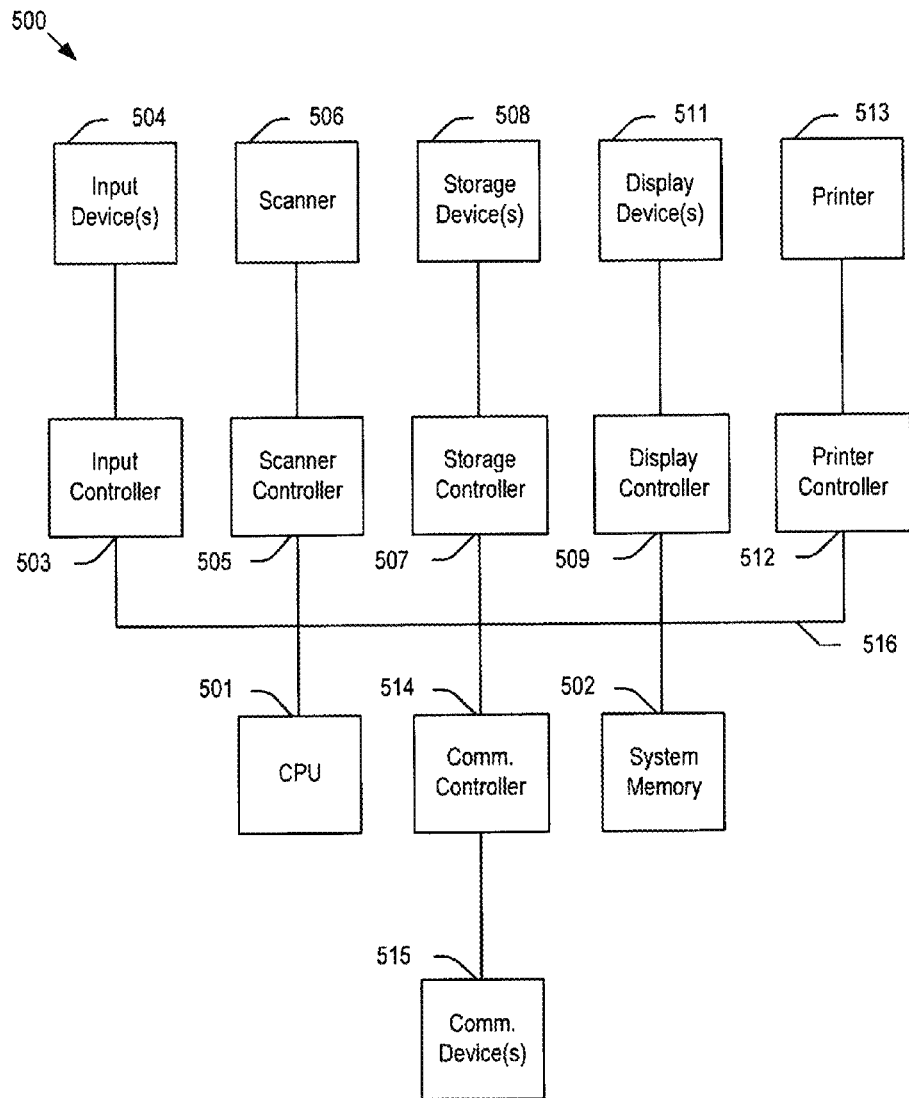 500
504
506
508
511
513
Input
Device(s)
Scanner
Storage
Device(s)
Display
Device(s)
Printer
Input
Controller
Scanner
Controller
Storage
Controller
Display
Controller
Printer
Controller
503
505
507
509
512
516
501
514
502
CPU
Comm.
Controller
System
Memory
515
Comm.
Device(s)